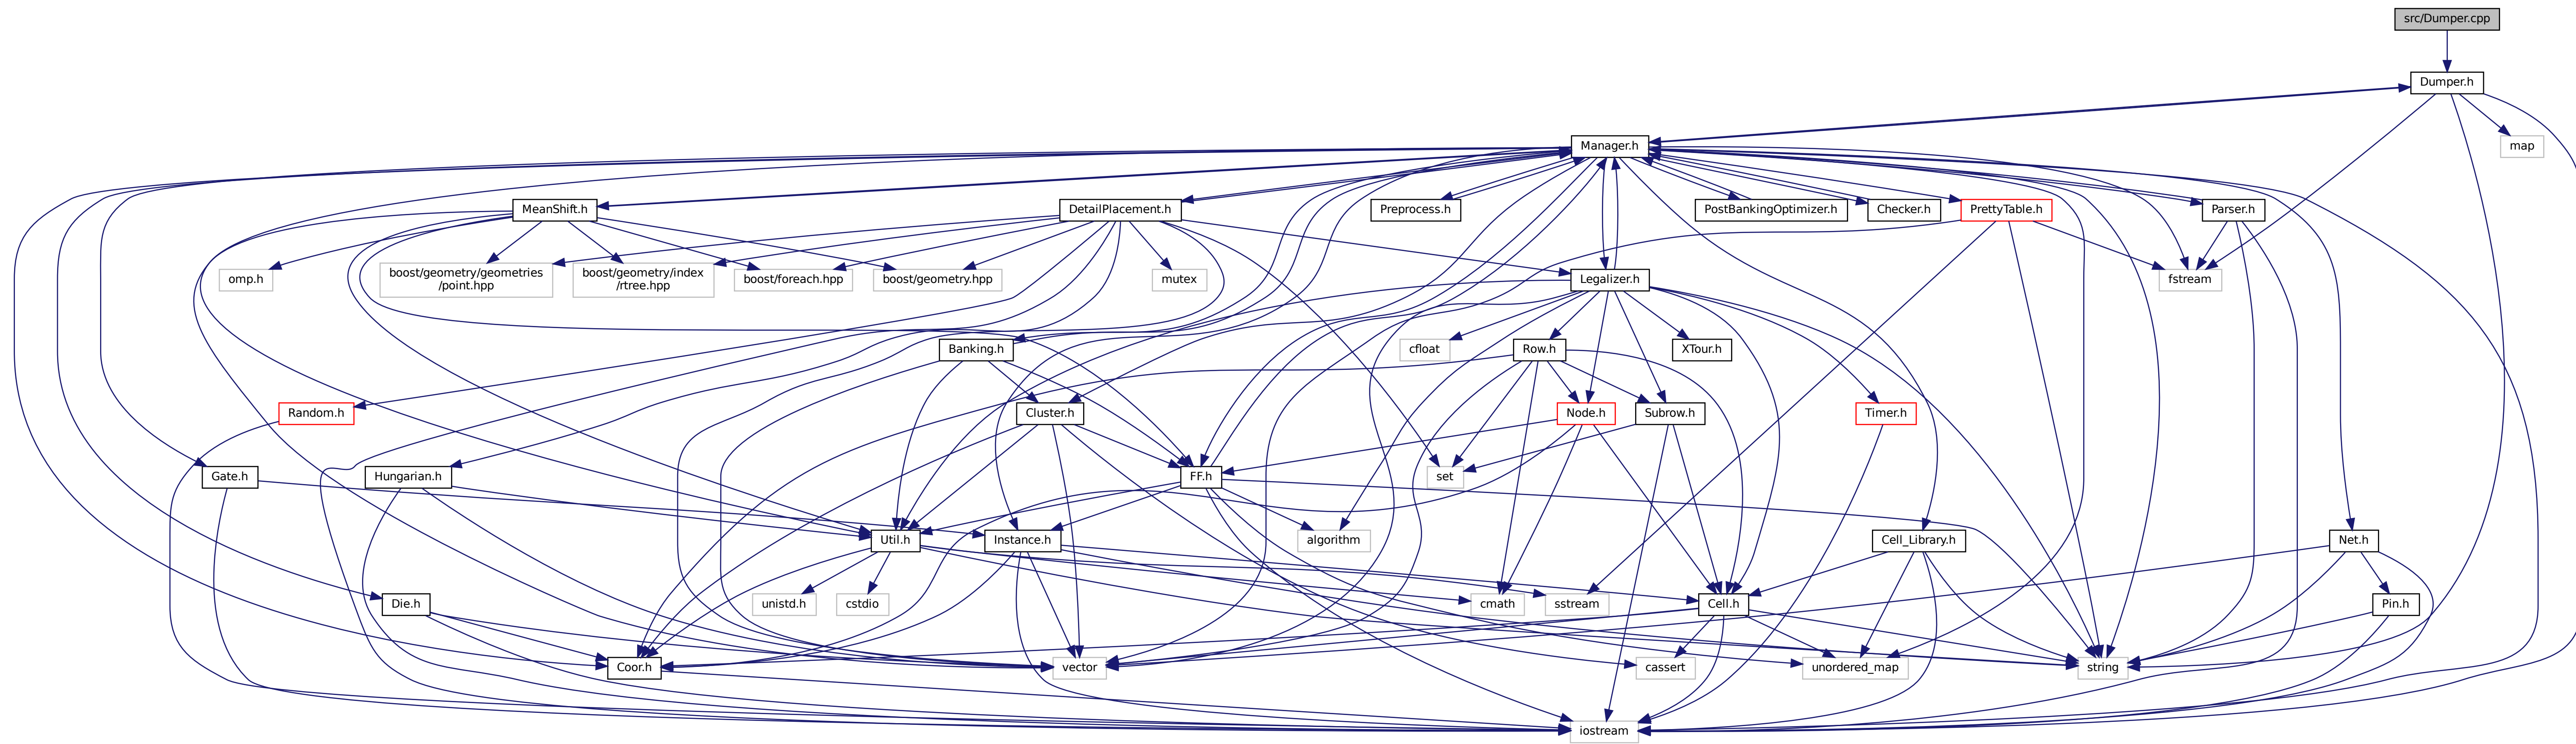 src/Dumper.cpp
Dumper.h
Manager.h
map
MeanShift.h
DetailPlacement.h
Preprocess.h
PostBankingOptimizer.h
Checker.h
PrettyTable.h
Parser.h
omp.h
boost/geometry/geometries
/point.hpp
boost/geometry/index
/rtree.hpp
boost/foreach.hpp
boost/geometry.hpp
mutex
Legalizer.h
fstream
Banking.h
cfloat
Row.h
XTour.h
Random.h
Cluster.h
Node.h
Subrow.h
Timer.h
Gate.h
Hungarian.h
FF.h
set
Util.h
Instance.h
algorithm
Cell_Library.h
Net.h
Die.h
unistd.h
cstdio
cmath
sstream
Cell.h
Pin.h
Coor.h
vector
cassert
unordered_map
string
iostream